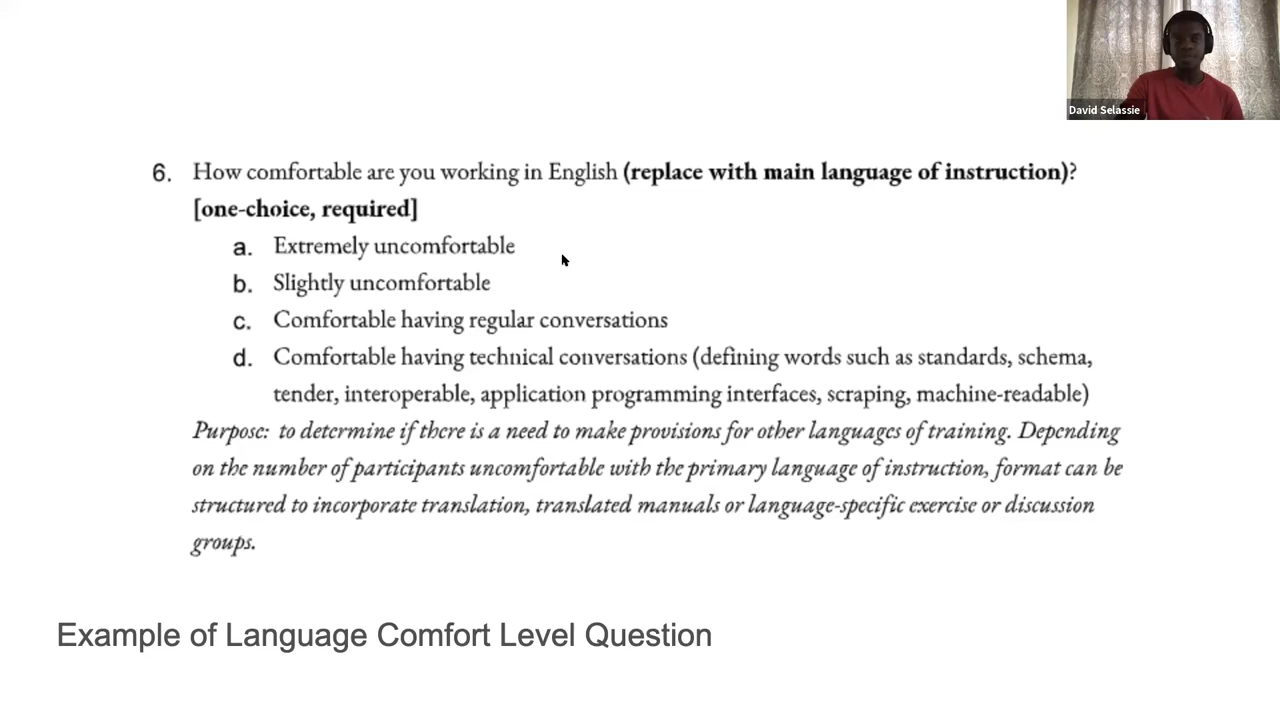 David Selassie
6. How comfortable are you working in English (replace with main language of instruction)?
[one-choice, required]
a. Extremely uncomfortable
b. Slightly uncomfortable
c. Comfortable having regular conversations
d. Comfortable having technical conversations (defining words such as standards, schema,
tender, interoperable, application programming interfaces, scraping, machine-readable)
Purpose: to determine if there is a need to make provisions for other languages of training. Depending
on the number of participants uncomfortable with the primary language of instruction, format can be
structured to incorporate translation, translated manuals or language-specific exercise or discussion
groups.
Example of Language Comfort Level Question